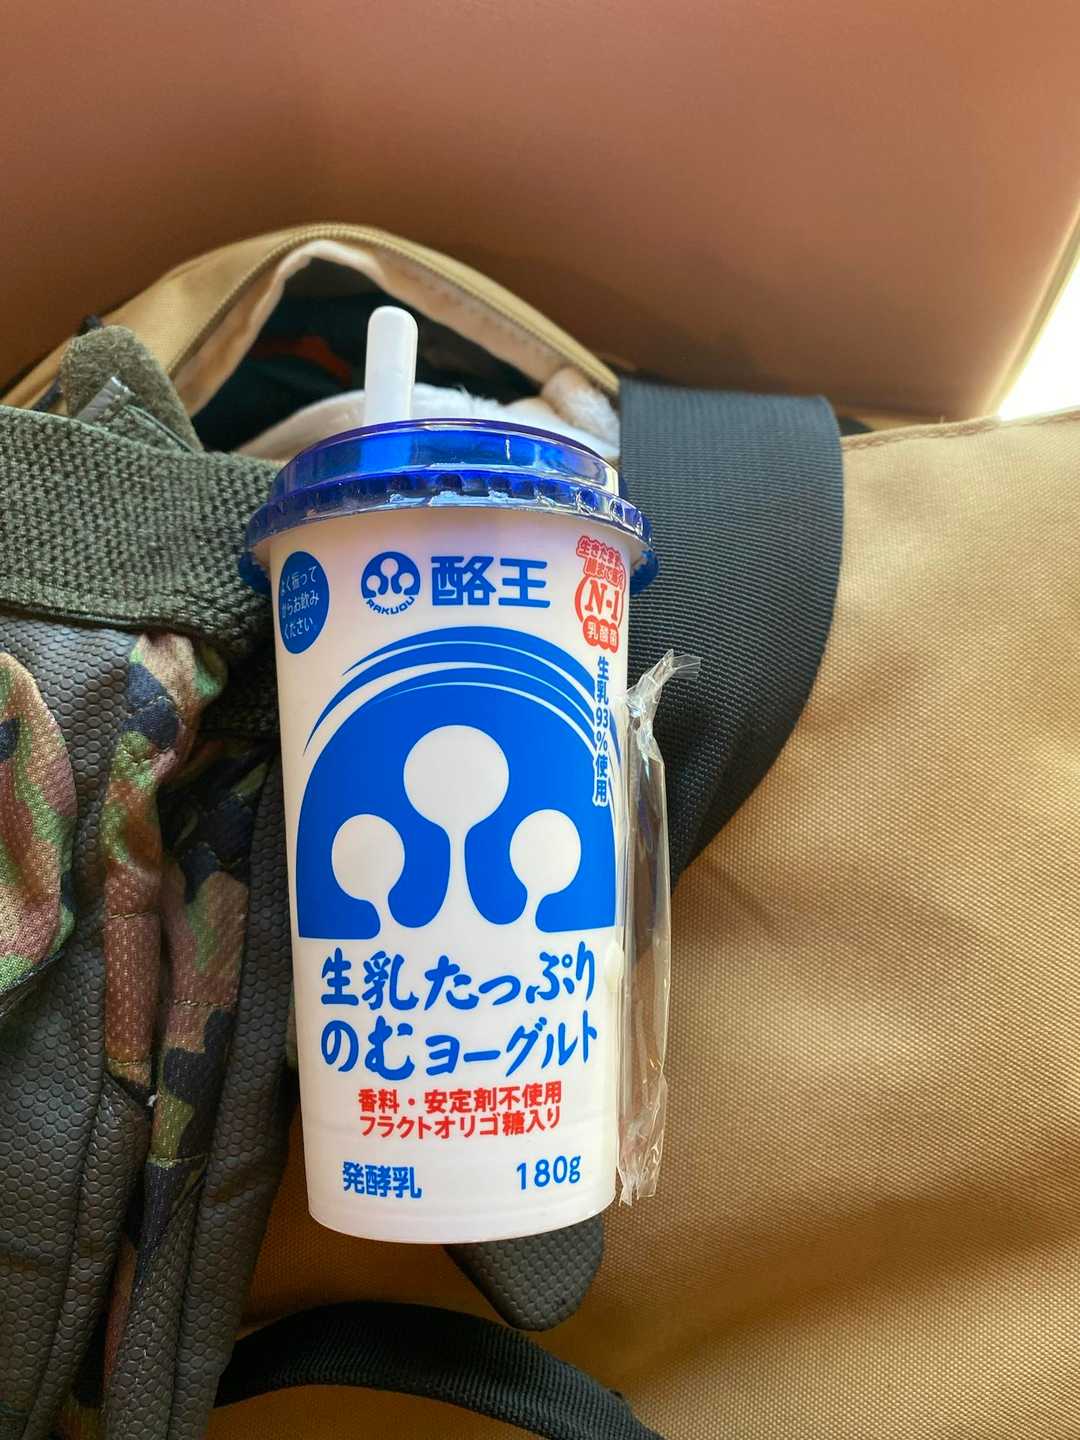 よく振って
からお飲み
ください
RAKUOU
酪王
生きたまま
腸まで届く
N-1
乳酸菌
生乳93%使用
生乳たっぷり
のむヨーグルト
香料・安定剤不使用
フラクトオリゴ糖入り
発酵乳
180g